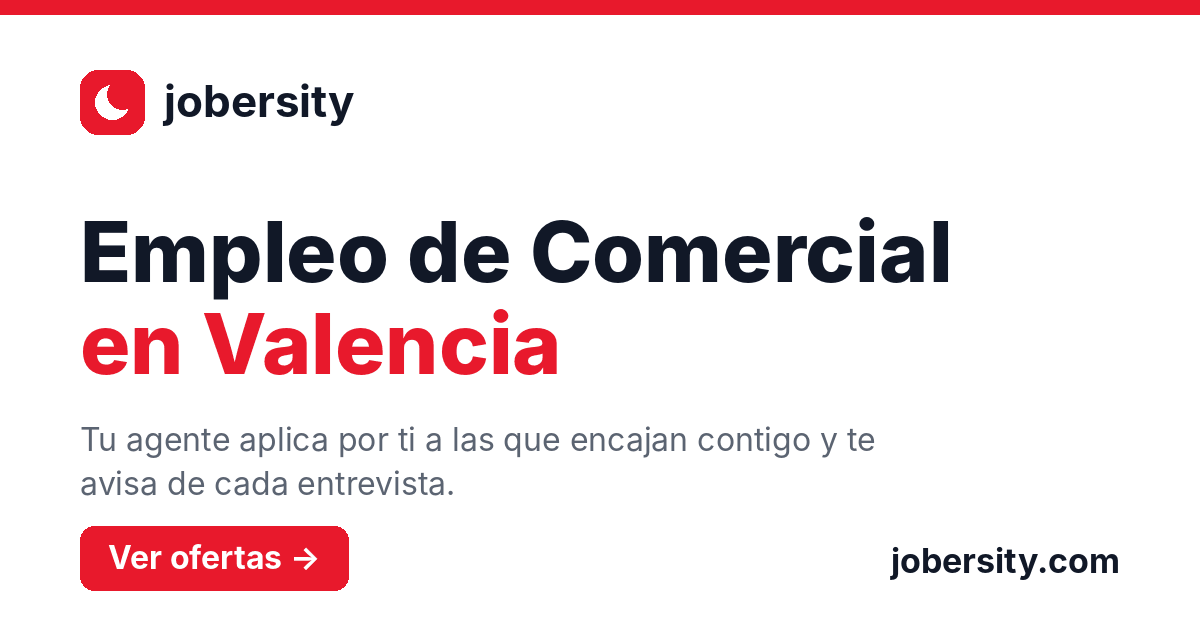 jobersity
Empleo de Comercial
en Valencia
Tu agente aplica por ti a las que encajan contigo y te
avisa de cada entrevista.
Ver ofertas →
jobersity.com